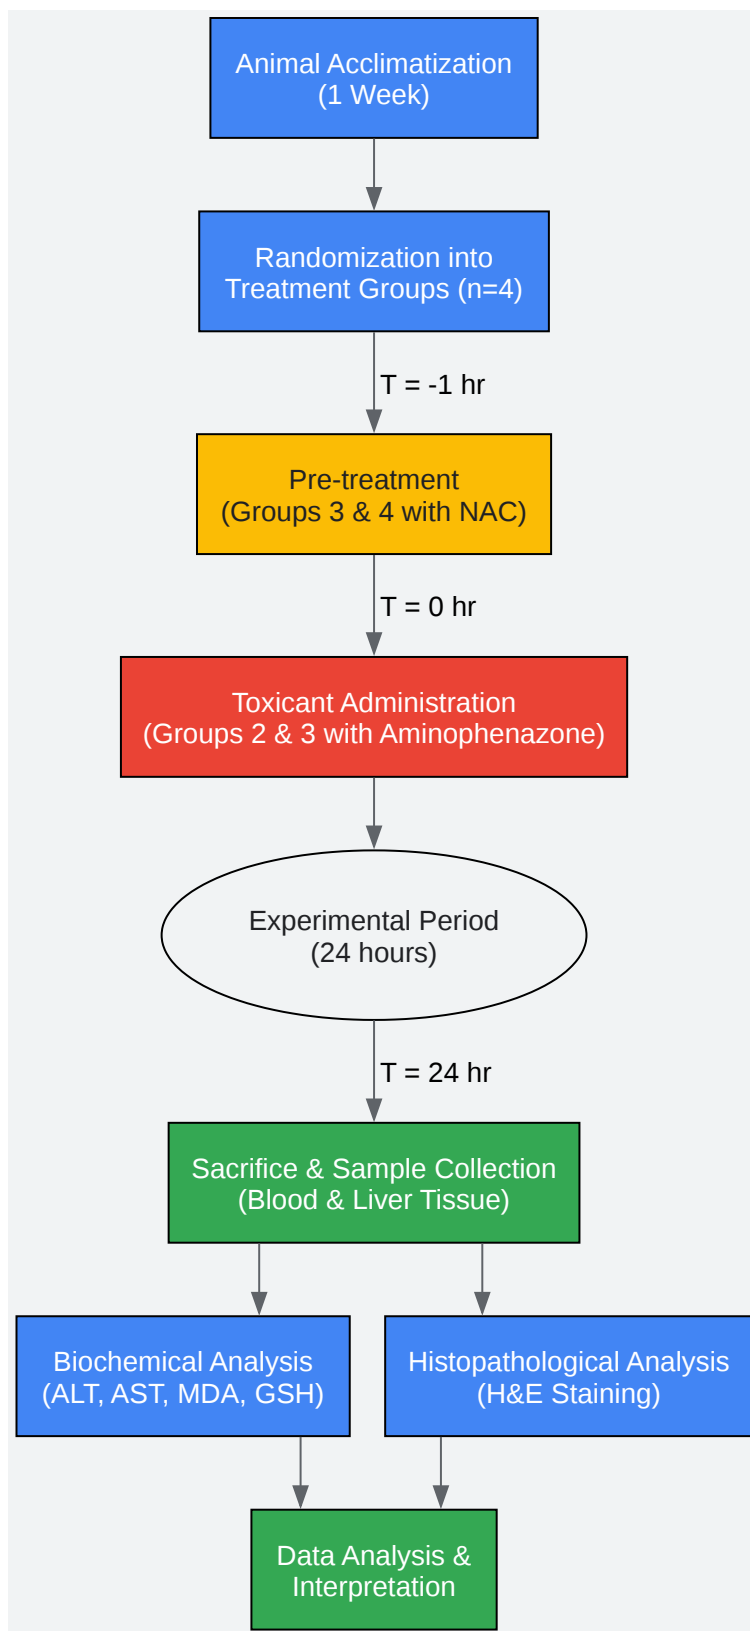 Animal Acclimatization
(1 Week)
Randomization into
Treatment Groups (n=4)
T = -1 hr
Pre-treatment
(Groups 3 & 4 with NAC)
T = 0 hr
Toxicant Administration
(Groups 2 & 3 with Aminophenazone)
Experimental Period
(24 hours)
T = 24 hr
Sacrifice & Sample Collection
(Blood & Liver Tissue)
Biochemical Analysis
(ALT, AST, MDA, GSH)
Histopathological Analysis
(H&E Staining)
Data Analysis &
Interpretation